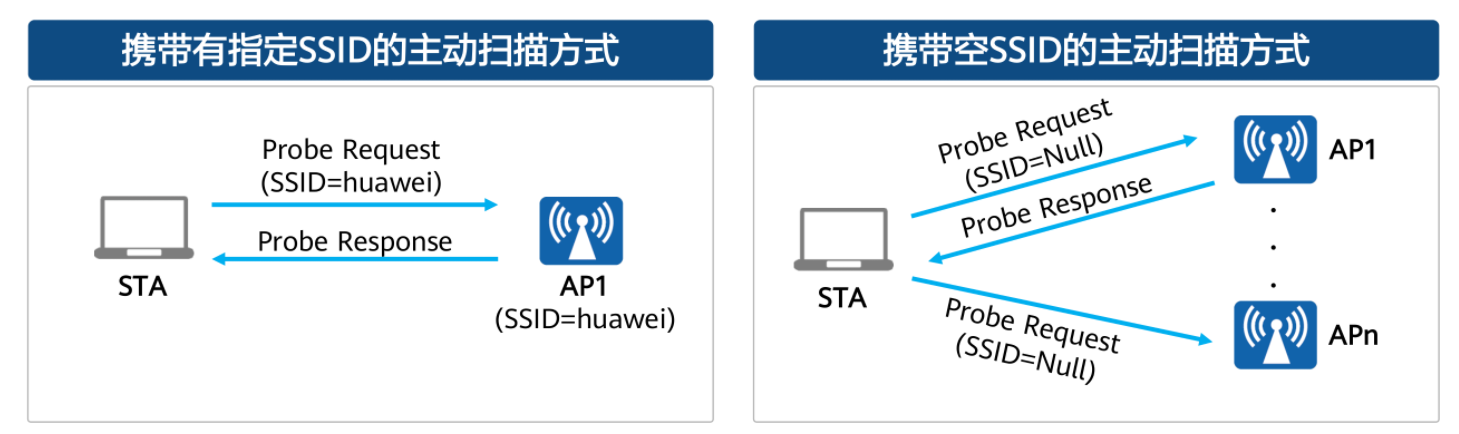 携带有指定SSID的主动扫描方式
Probe Request
(SSID=huawei)
Probe Response
STA
AP1
(SSID=huawei)
携带空SSID的主动扫描方式
Probe Request
(SSID=Null)
AP1
Probe Response
.
.
.
STA
Probe Request
(SSID=Null)
APn